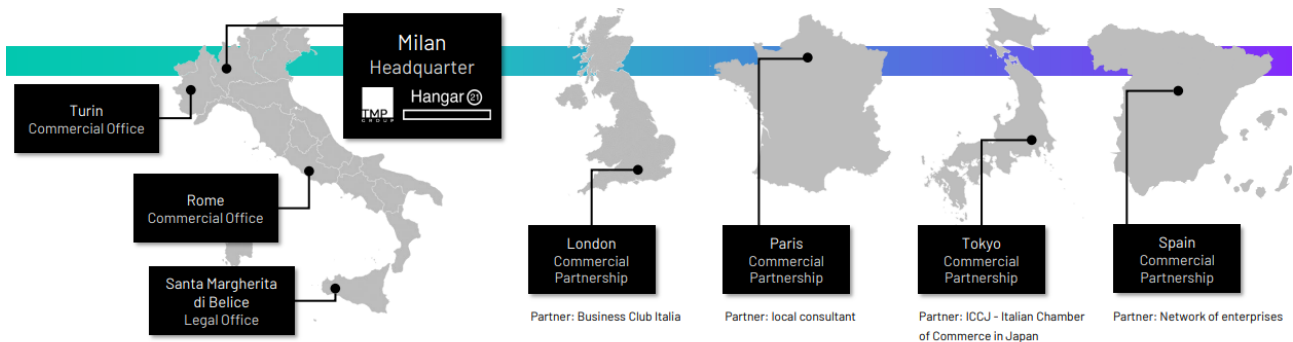 Milan
Headquarter
TMP
GROUP
Hangar 21
Turin
Commercial Office
Rome
Commercial Office
Santa Margherita
di Belice
Legal Office
London
Commercial
Partnership
Partner: Business Club Italia
Paris
Commercial
Partnership
Partner: local consultant
Tokyo
Commercial
Partnership
Partner: ICCJ - Italian Chamber
of Commerce in Japan
Spain
Commercial
Partnership
Partner: Network of enterprises